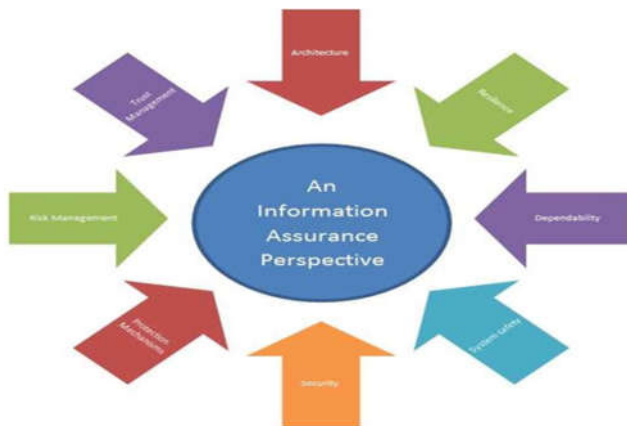 Architecture
Trust
Management
Resilience
An
Information
Assurance
Perspective
Risk Management
Dependability
Protection
Mechanisms
System safety
Security